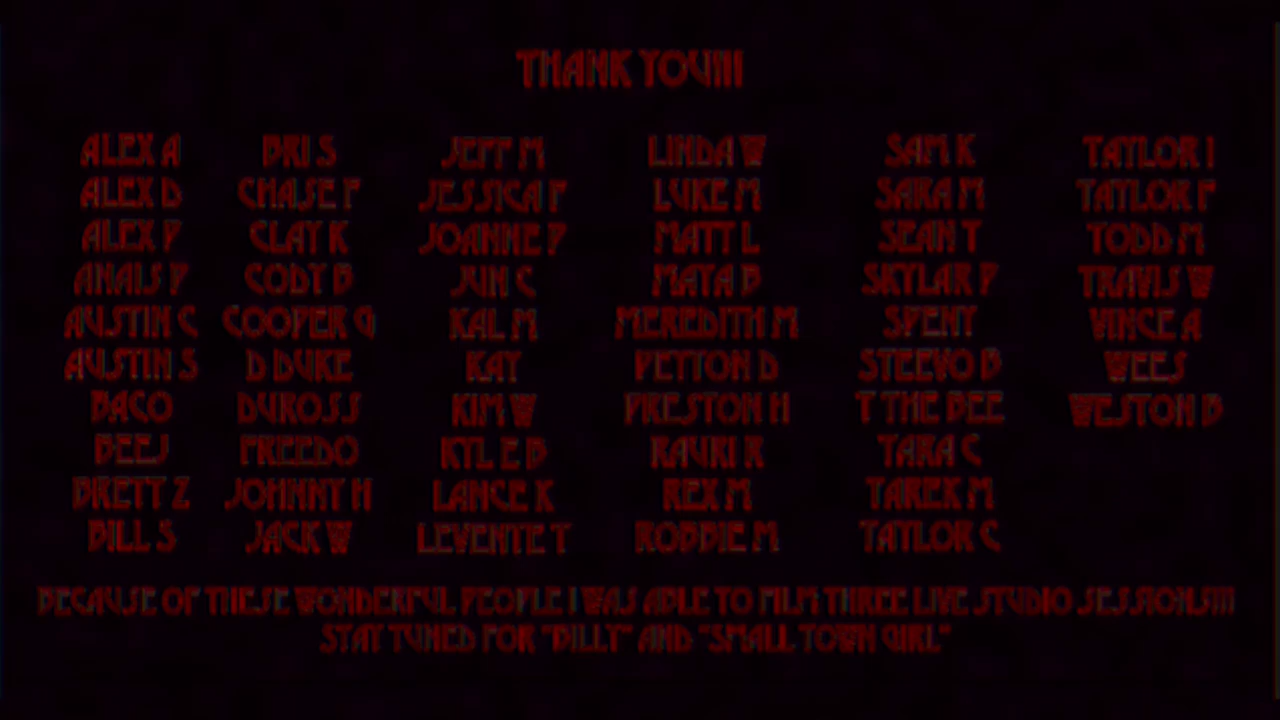 THANK YOU!!!
ALEX A BRI S JEFF M LINDA W SAM K TAYLOR I
ALEX D CHASE F JESSICA F LUKE M SARA M TAYLOR F
ALEX P CLAY K JOANNE P MATT L SEAN T TODD M
ANAIS P CODY B JUN C MAYA B SKYLAR P TRAVIS W
AUSTIN C COOPER G KAL M MEREDITH M SPENT VINCE A
AUSTIN S D DUKE KAY PEYTON D STEEVO B WEES
BACO DUROSS KIM W PRESTON H T THE BEE WESTON B
BEEJ FREEDO KYLE B RAUKI R TARA C
BRETT Z JOHNNY H LANCE K REX M TAREK M
BILL S JACK W LEVENTE T ROBBIE M TAYLOR C
BECAUSE OF THESE WONDERFUL PEOPLE I WAS ABLE TO FILM THREE LIVE STUDIO SESSIONS!!!!
STAY TUNED FOR "BILLY" AND "SMALL TOWN GIRL"